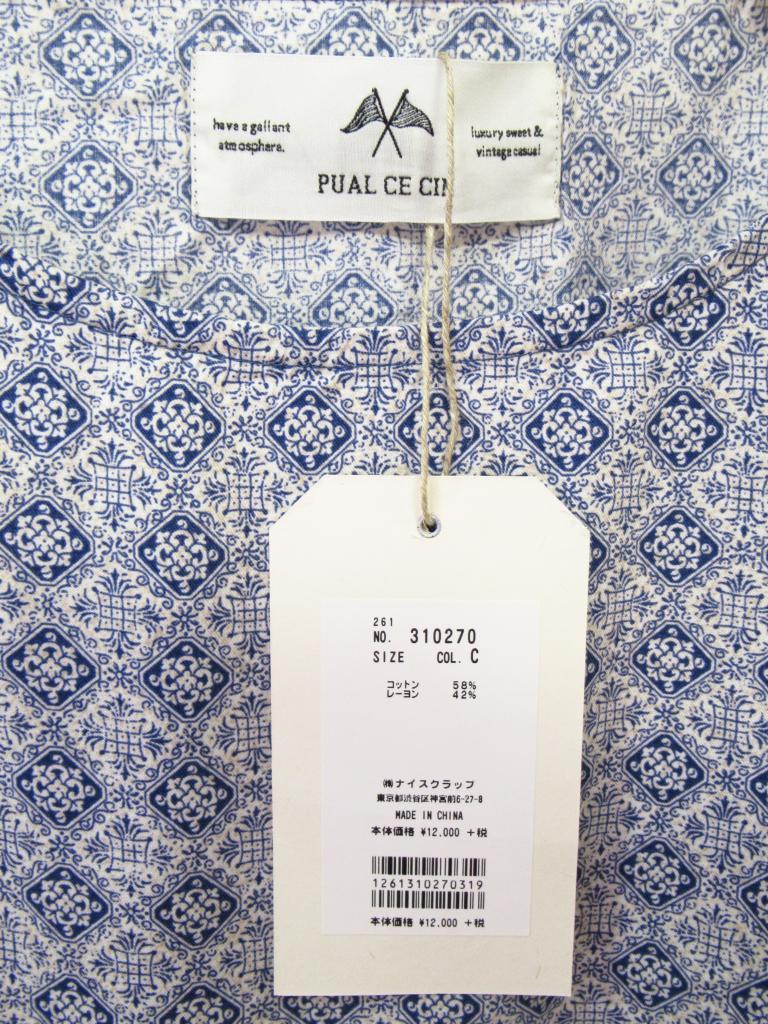 have a gallant
atmosphere.
luxury sweet &
vintage casual
PUAL CE CIN
261
NO. 310270
SIZE COL. C
コットン 58%
レーヨン 42%
㈱ナイスクラップ
東京都渋谷区神宮前6-27-8
MADE IN CHINA
本体価格 ¥12,000 +税
1261310270319
本体価格 ¥12,000 +税